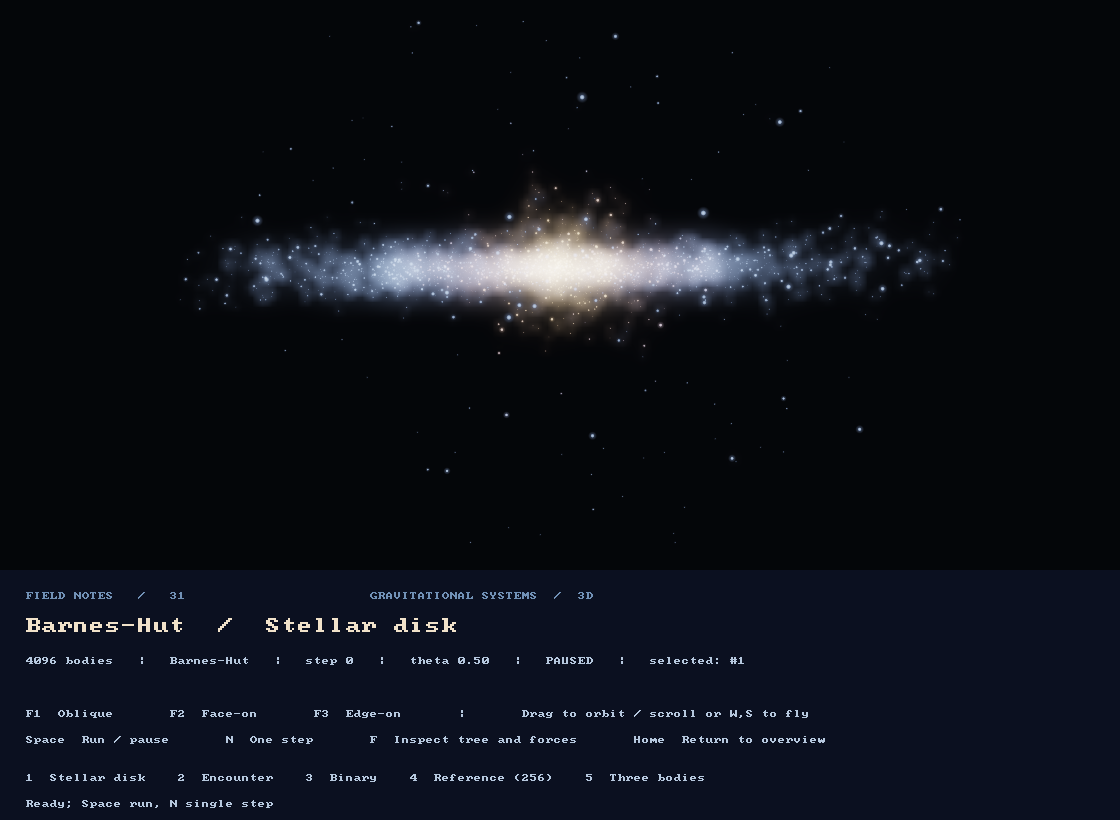 FIELD NOTES / 31 GRAVITATIONAL SYSTEMS / 3D
Barnes-Hut / Stellar disk
4096 bodies ¦ Barnes-Hut ¦ step 0 ¦ theta 0.50 ¦ PAUSED ¦ selected: #1
F1 Oblique F2 Face-on F3 Edge-on ¦ Drag to orbit / scroll or W,S to fly
Space Run / pause N One step F Inspect tree and forces Home Return to overview
1 Stellar disk 2 Encounter 3 Binary 4 Reference (256) 5 Three bodies
Ready; Space run, N single step